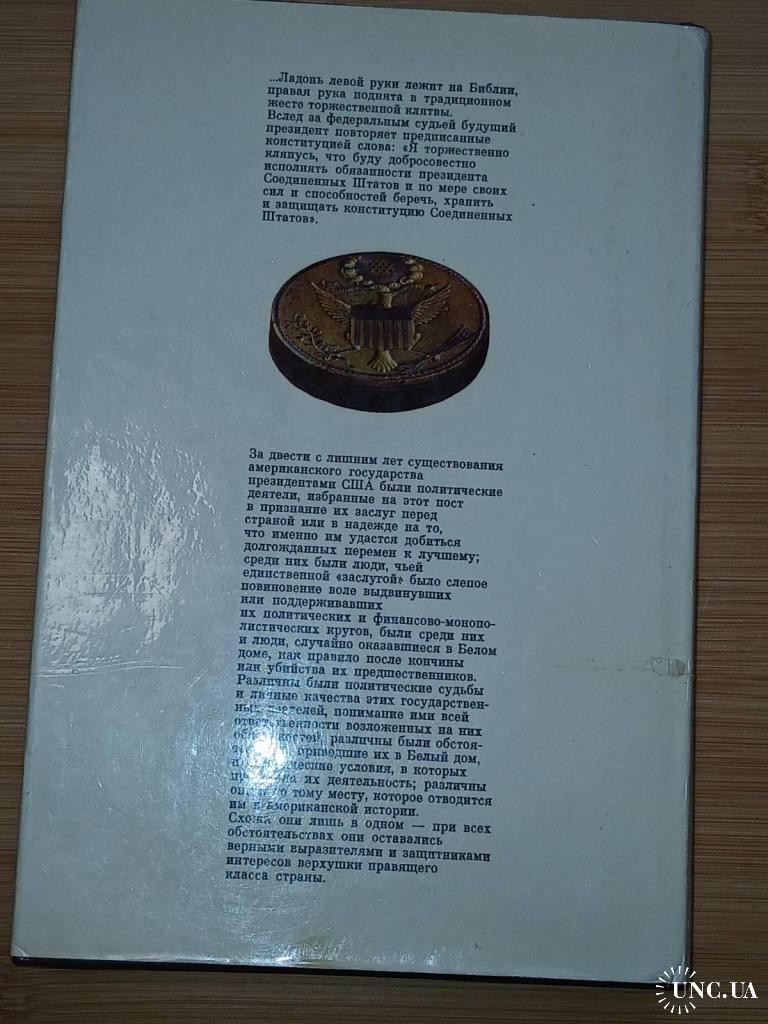 ...Ладонь левой руки лежит на Библии,
правая рука поднята в традиционном
жесте торжественной клятвы.
Вслед за федеральным судьей будущий
президент повторяет предписанные
конституцией слова: «Я торжественно
клянусь, что буду добросовестно
исполнять обязанности президента
Соединенных Штатов и по мере своих
сил и способностей беречь, хранить
и защищать конституцию Соединенных
Штатов».
За двести с лишним лет существования
американского государства
президентами США были политические
деятели, избранные на этот пост
в признание их заслуг перед
страной или в надежде на то,
что именно им удастся добиться
долгожданных перемен к лучшему;
среди них были люди, чьей
единственной «заслугой» было слепое
повиновение воле выдвинувших
или поддерживавших
их политических и финансово-монопо-
листических кругов, были среди них
и люди, случайно оказавшиеся в Белом
доме, как правило после кончины
или убийства их предшественников.
Различны были политические судьбы
и личные качества этих государствен-
ных деятелей, понимание ими всей
ответственности возложенных на них
различны были обстоя-
приведшие их в Белый дом,
условия, в которых
их деятельность; различны
по тому месту, которое отводится
им в американской истории.
Схожи они лишь в одном — при всех
обстоятельствах они оставались
верными выразителями и защитниками
интересов верхушки правящего
класса страны.
UNC.UA